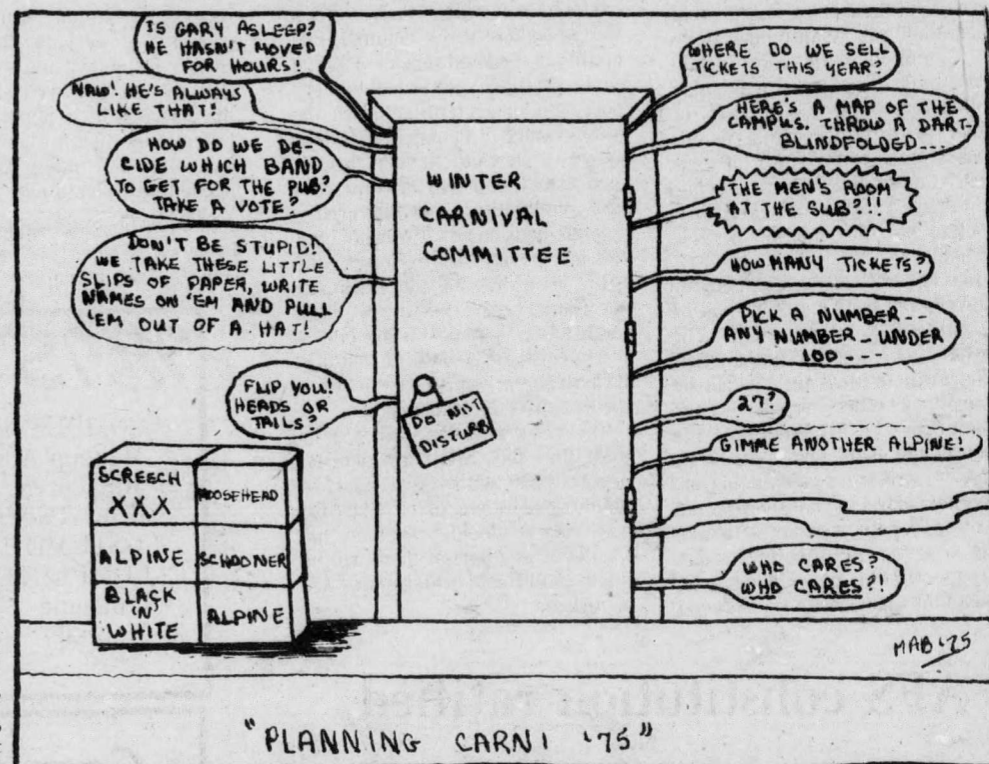 IS GARY ASLEEP?
HE HASN'T MOVED
FOR HOURS!
NAW! HE'S ALWAYS
LIKE THAT!
HOW DO WE DE-
CIDE WHICH BAND
TO GET FOR THE PUB?
TAKE A VOTE?
DON'T BE STUPID!
WE TAKE THESE LITTLE
SLIPS OF PAPER, WRITE
NAMES ON 'EM AND PULL
'EM OUT OF A HAT!
FLIP YOU!
HEADS OR
TAILS?
WINTER
CARNIVAL
COMMITTEE
DO NOT
DISTURB
WHERE DO WE SELL
TICKETS THIS YEAR?
HERE'S A MAP OF THE
CAMPUS. THROW A DART-
BLINDFOLDED---
THE MEN'S ROOM
AT THE SUB?!!
HOW MANY TICKETS?
PICK A NUMBER --
ANY NUMBER - UNDER
100----
27?
GIMME ANOTHER ALPINE!
WHO CARES?
WHO CARES?!
SCREECH
XXX
MOOSEHEAD
ALPINE
SCHOONER
BLACK
'N'
WHITE
ALPINE
MAB '75
"PLANNING CARNI '75"